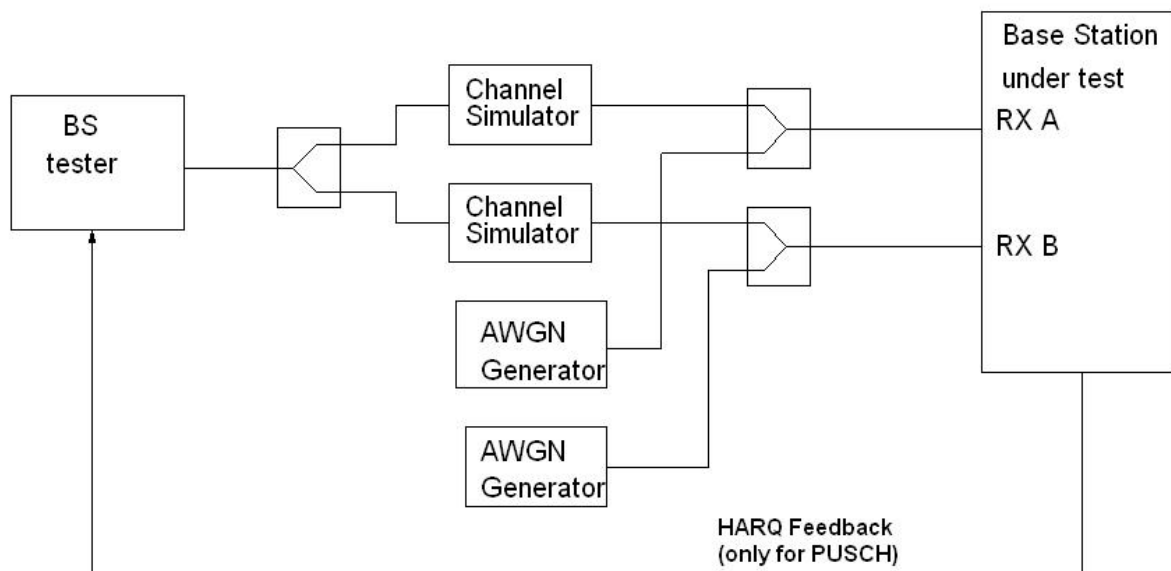 BS
tester
Channel
Simulator
Channel
Simulator
AWGN
Generator
AWGN
Generator
Base Station
under test
RX A
RX B
HARQ Feedback
(only for PUSCH)